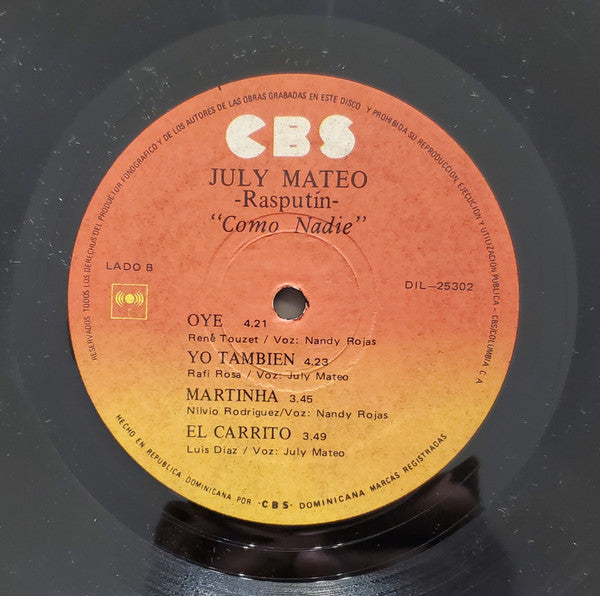 RESERVADOS TODOS LOS DERECHOS DEL PRODUCTOR FONOGRAFICO Y DE LOS AUTORES DE LAS OBRAS GRABADAS EN ESTE DISCO Y PROHIBIDA SU REPRODUCCION, EJECUCION Y UTILIZACION PUBLICA - CBS/COLUMBIA C A
CBS
JULY MATEO
-Rasputín-
"Como Nadie"
LADO B
DIL-25302
OYE 4.21
René Touzet / Voz: Nandy Rojas
YO TAMBIEN 4.23
Rafi Rosa / Voz: July Mateo
MARTINHA 3.45
Nilvio Rodriguez/Voz: Nandy Rojas
EL CARRITO 3.49
Luis Diaz / Voz: July Mateo
HECHO EN REPUBLICA DOMINICANA POR -CBS- DOMINICANA MARCAS REGISTRADAS